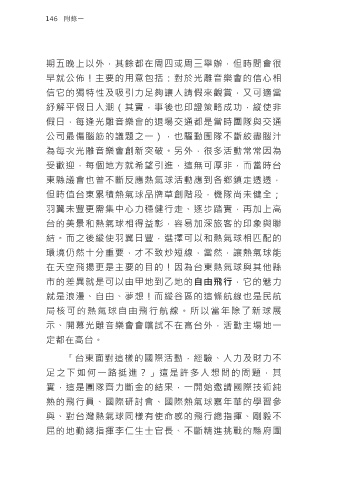 146 附錄一
期五晚上以外，其餘都在周四或周三舉辦，但時間會很
早就公佈！主要的用意包括：對於光雕音樂會的信心相
信它的獨特性及吸引力足夠讓人請假來觀賞，又可適當
紓解平假日人潮（其實，事後也印證策略成功，縱使非
假日，每逢光雕音樂會的退場交通都是當時團隊與交通
公司最傷腦筋的議題之一），也驅動團隊不斷絞盡腦汁
為每次光雕音樂會創新突破。另外，很多活動常常因為
受歡迎，每個地方就希望引進，這無可厚非，而當時台
東縣議會也曾不斷反應熱氣球活動應到各鄉鎮走透透，
但時值台東累積熱氣球品牌草創階段，機隊尚未健全；
羽翼未豐更需集中心力穩健行走、逐步踏實，再加上高
台的美景和熱氣球相得益彰，容易加深旅客的印象與聯
結。而之後縱使羽翼日豐，選擇可以和熱氣球相匹配的
環境仍然十分重要，才不致炒短線，當然，讓熱氣球能
在天空飛揚更是主要的目的！因為台東熱氣球與其他縣
市的差異就是可以由甲地到乙地的自由飛行，它的魅力
就是浪漫、自由、夢想！而縱谷區的這條航線也是民航
局核可的熱氣球自由飛行航線。所以當年除了新球展
示、開幕光雕音樂會會嚐試不在高台外，活動主場地一
定都在高台。
「台東面對這樣的國際活動，經驗、人力及財力不
足之下如何一路挺進？」這是許多人想問的問題，其
實，這是團隊齊力斷金的結果，一開始邀請國際技術純
熟的飛行員、國際研討會、國際熱氣球嘉年華的學習參
與、對台灣熱氣球同樣有使命感的飛行總指揮、剛毅不
屈的地勤總指揮李仁生士官長、不斷精進挑戰的縣府團